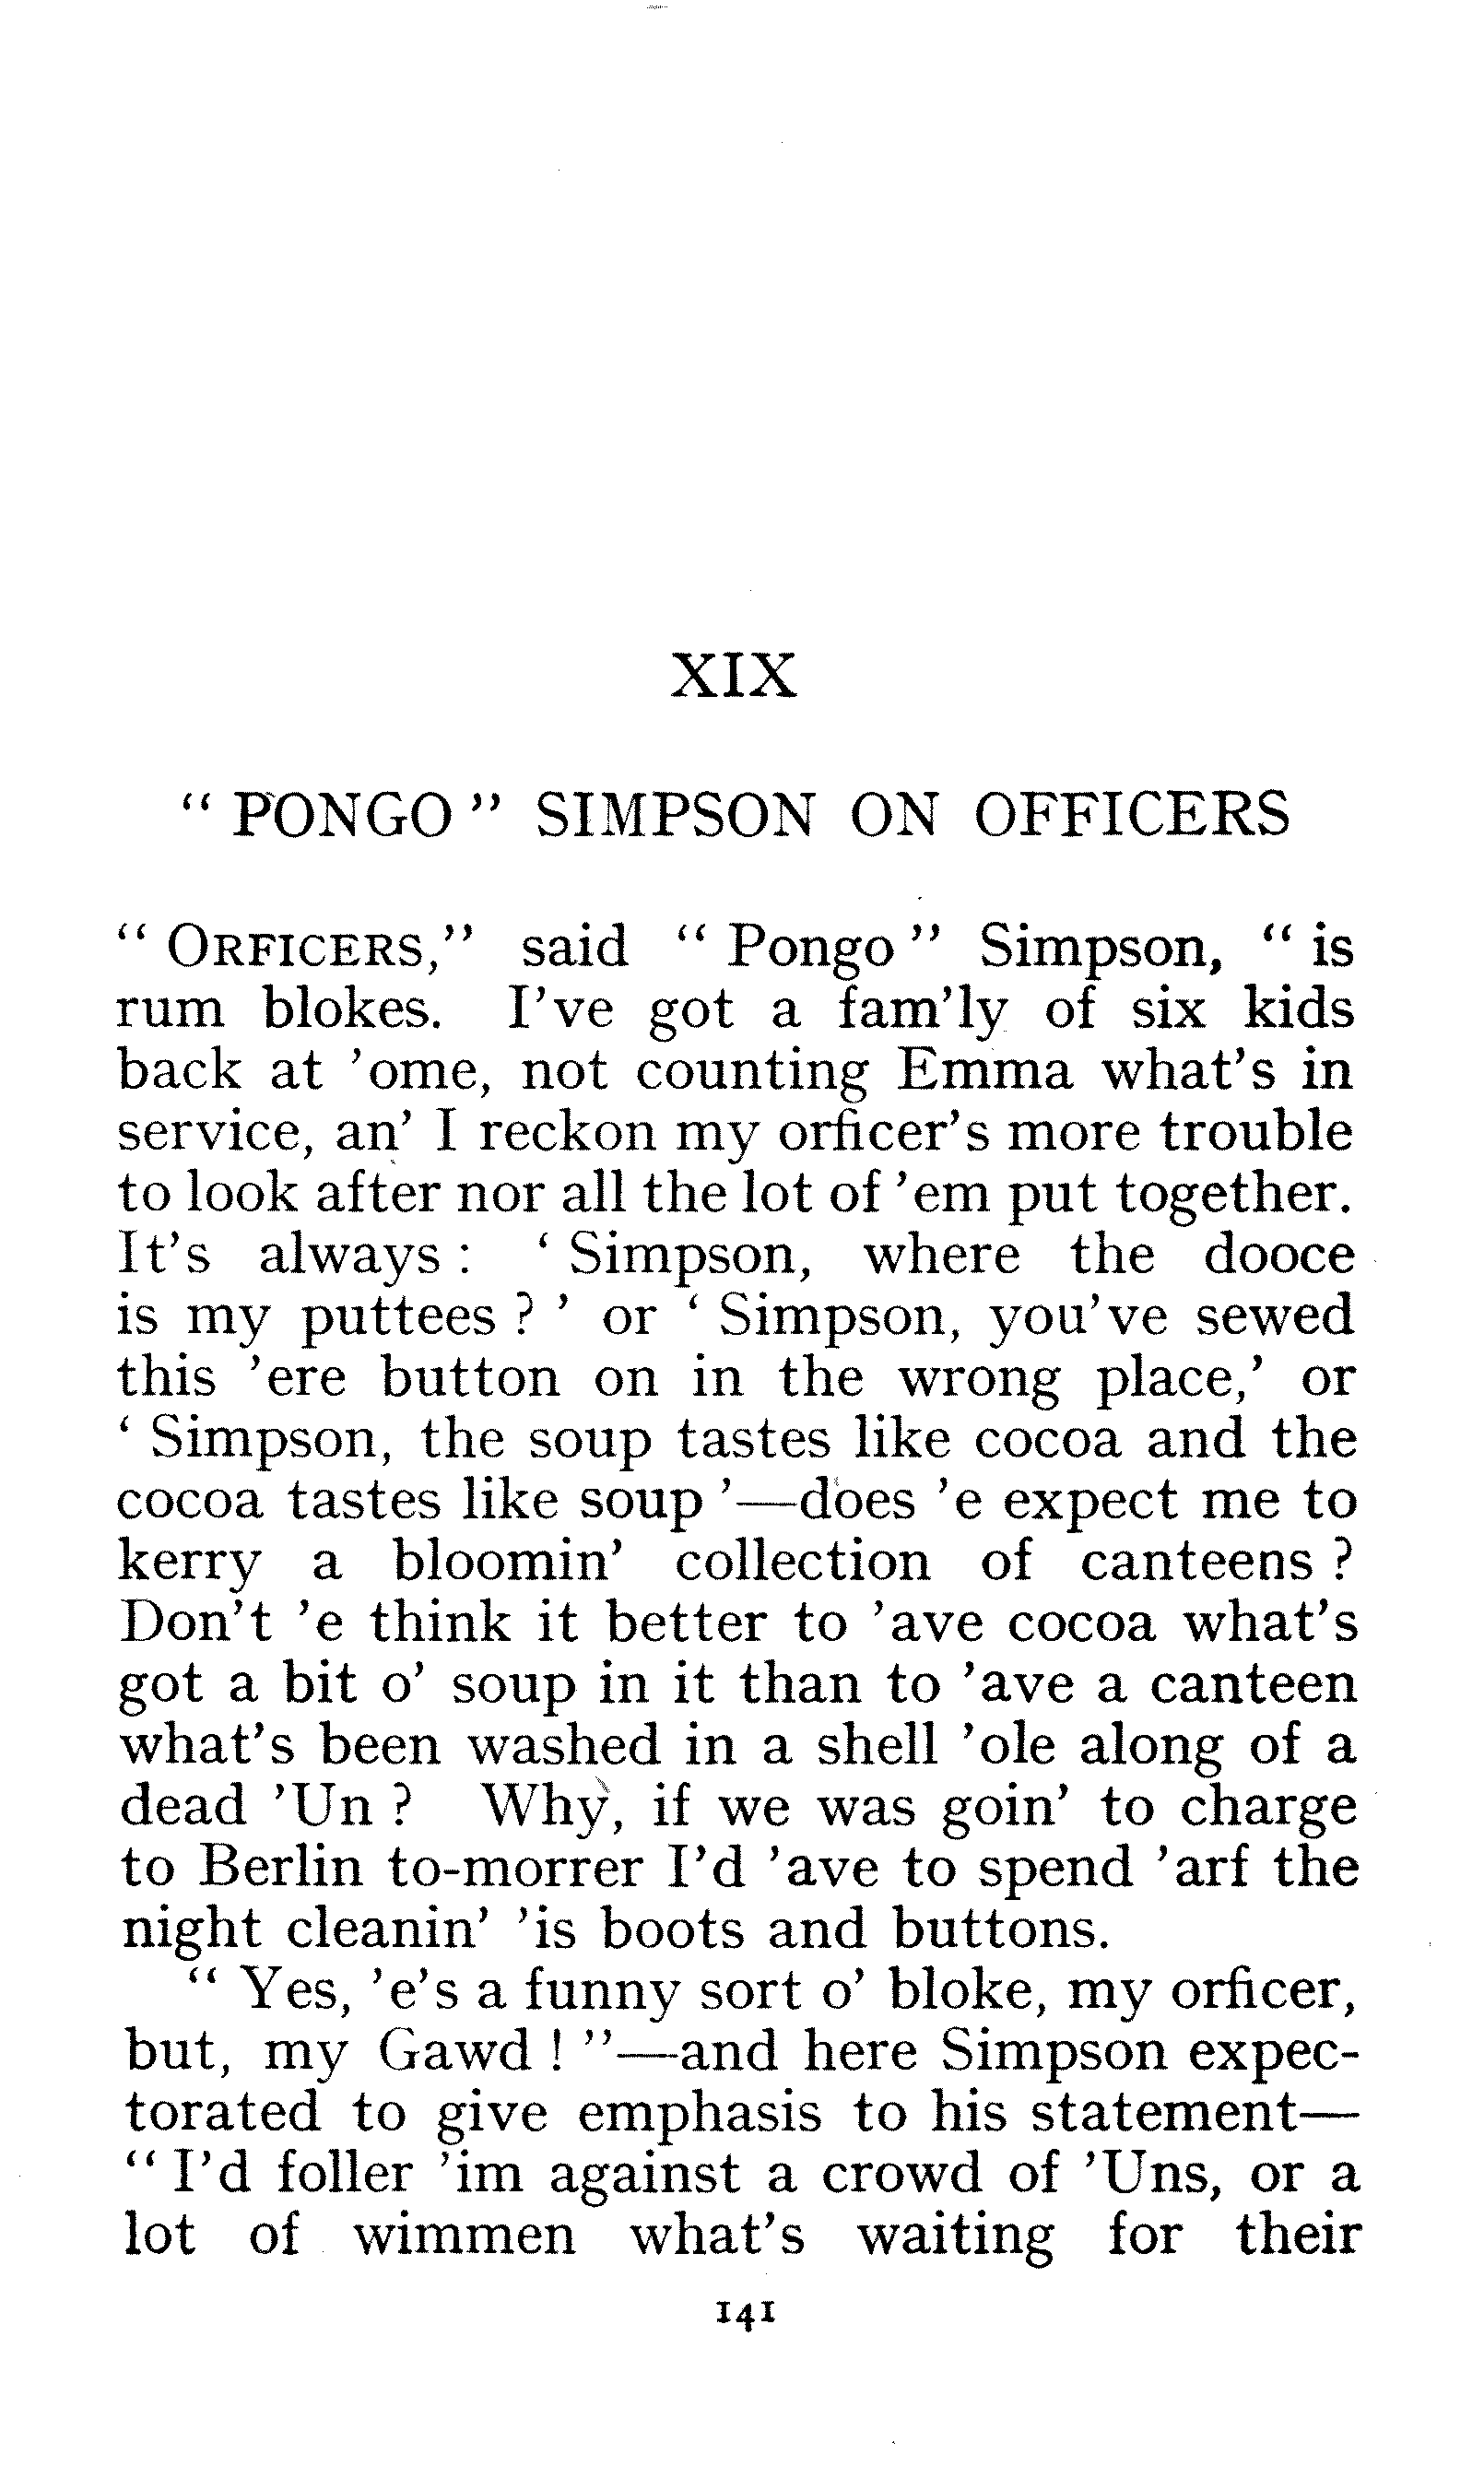 XIX
“ PONGO ” SIMPSON ON OFFICERS
“ ORFICERS,” said “ Pongo ” Simpson, “ is
rum blokes. I’ve got a fam’ly of six kids
back at ’ome, not counting Emma what’s in
service, an’ I reckon my orficer’s more trouble
to look after nor all the lot of ’em put together.
It’s always : ‘ Simpson, where the dooce
is my puttees ? ’ or ‘ Simpson, you’ve sewed
this ’ere button on in the wrong place,’ or
‘ Simpson, the soup tastes like cocoa and the
cocoa tastes like soup ’—does ’e expect me to
kerry a bloomin’ collection of canteens ?
Don’t ’e think it better to ’ave cocoa what’s
got a bit o’ soup in it than to ’ave a canteen
what’s been washed in a shell ’ole along of a
dead ’Un ? Why, if we was goin’ to charge
to Berlin to-morrer I’d ’ave to spend ’arf the
night cleanin’ ’is boots and buttons.
“ Yes, ’e’s a funny sort o’ bloke, my orficer,
but, my Gawd ! ”—and here Simpson expec-
torated to give emphasis to his statement—
“ I’d foller ’im against a crowd of ’Uns, or a
lot of wimmen what’s waiting for their
141